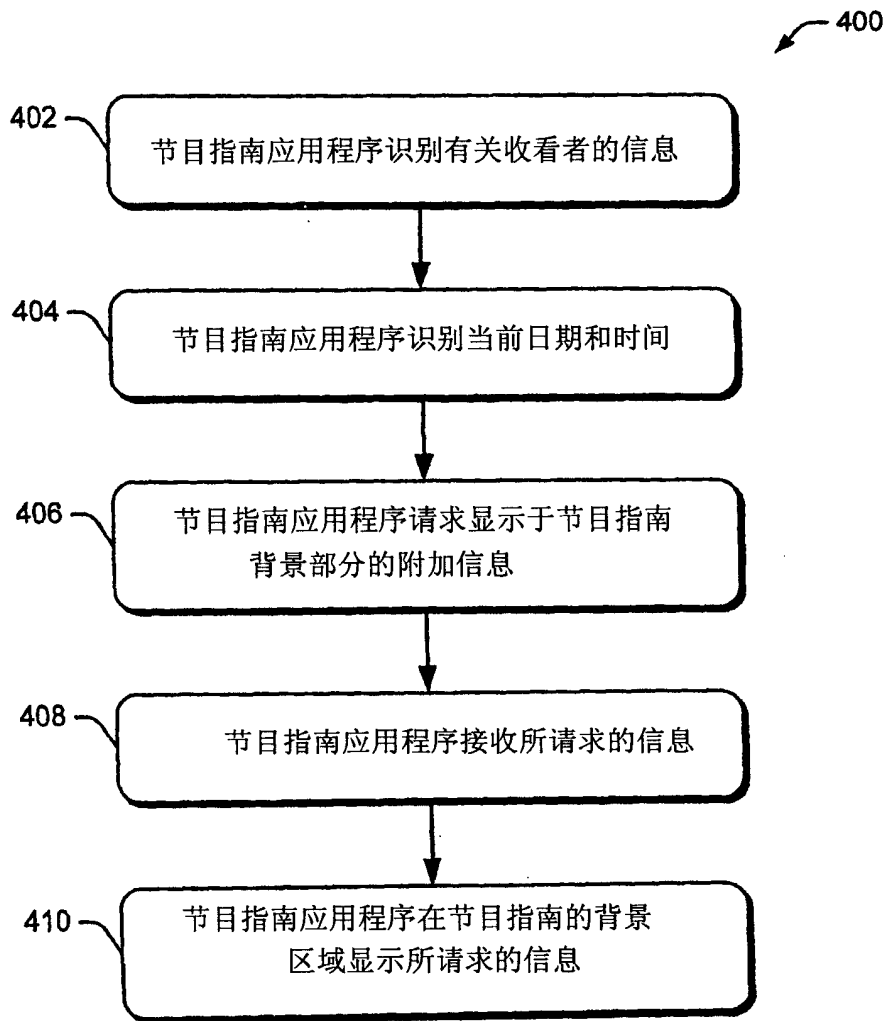 400
402
节目指南应用程序识别有关收看者的信息
404
节目指南应用程序识别当前日期和时间
406
节目指南应用程序请求显示于节目指南
背景部分的附加信息
408
节目指南应用程序接收所请求的信息
410
节目指南应用程序在节目指南的背景
区域显示所请求的信息